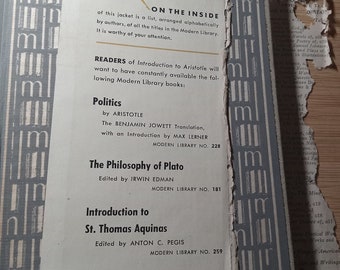 ON THE INSIDE
of this jacket is a list, arranged alphabetically
by authors, of all the titles in the Modern Library.
It is worthy of your attention.
READERS of Introduction to Aristotle will
want to have constantly available the fol-
lowing Modern Library books:
Politics
by ARISTOTLE
The BENJAMIN JOWETT Translation,
with an Introduction by MAX LERNER
MODERN LIBRARY NO. 228
The Philosophy of Plato
Edited by IRWIN EDMAN
MODERN LIBRARY NO. 181
Introduction to
St. Thomas Aquinas
Edited by ANTON C. PEGIS
MODERN LIBRARY NO. 259